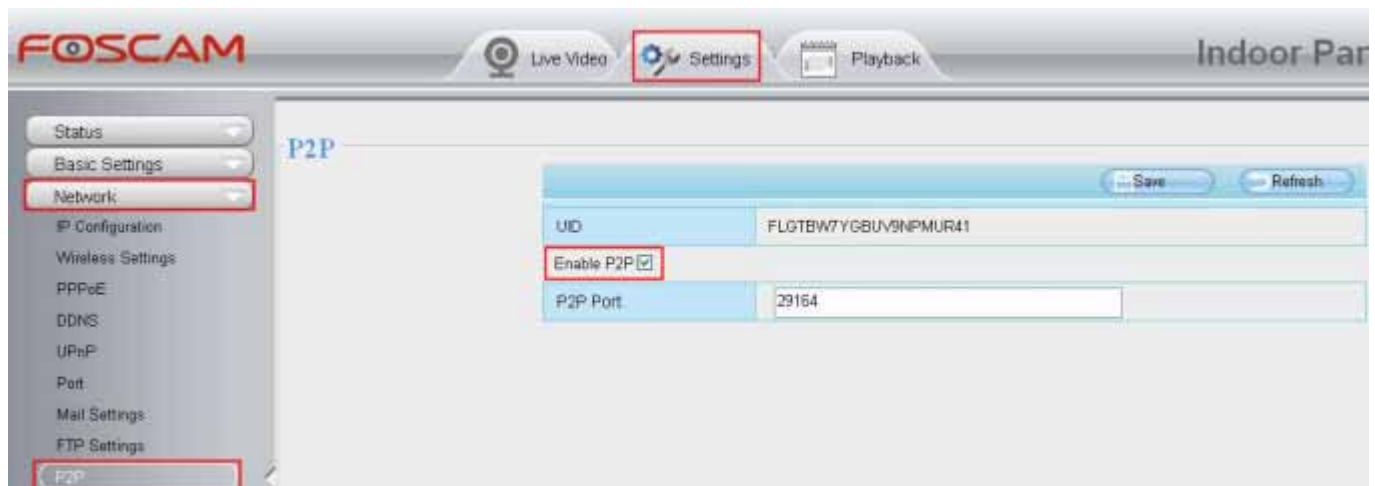 FOSCAM
Live Video
Settings
Playback
Indoor Pan
Status
Basic Settings
Network
IP Configuration
Wireless Settings
PPPoE
DDNS
UPnP
Port
Mail Settings
FTP Settings
P2P
P2P
Save
Refresh
UID
FLGTBW7YGBUV9NPMUR41
Enable P2P
P2P Port
29164